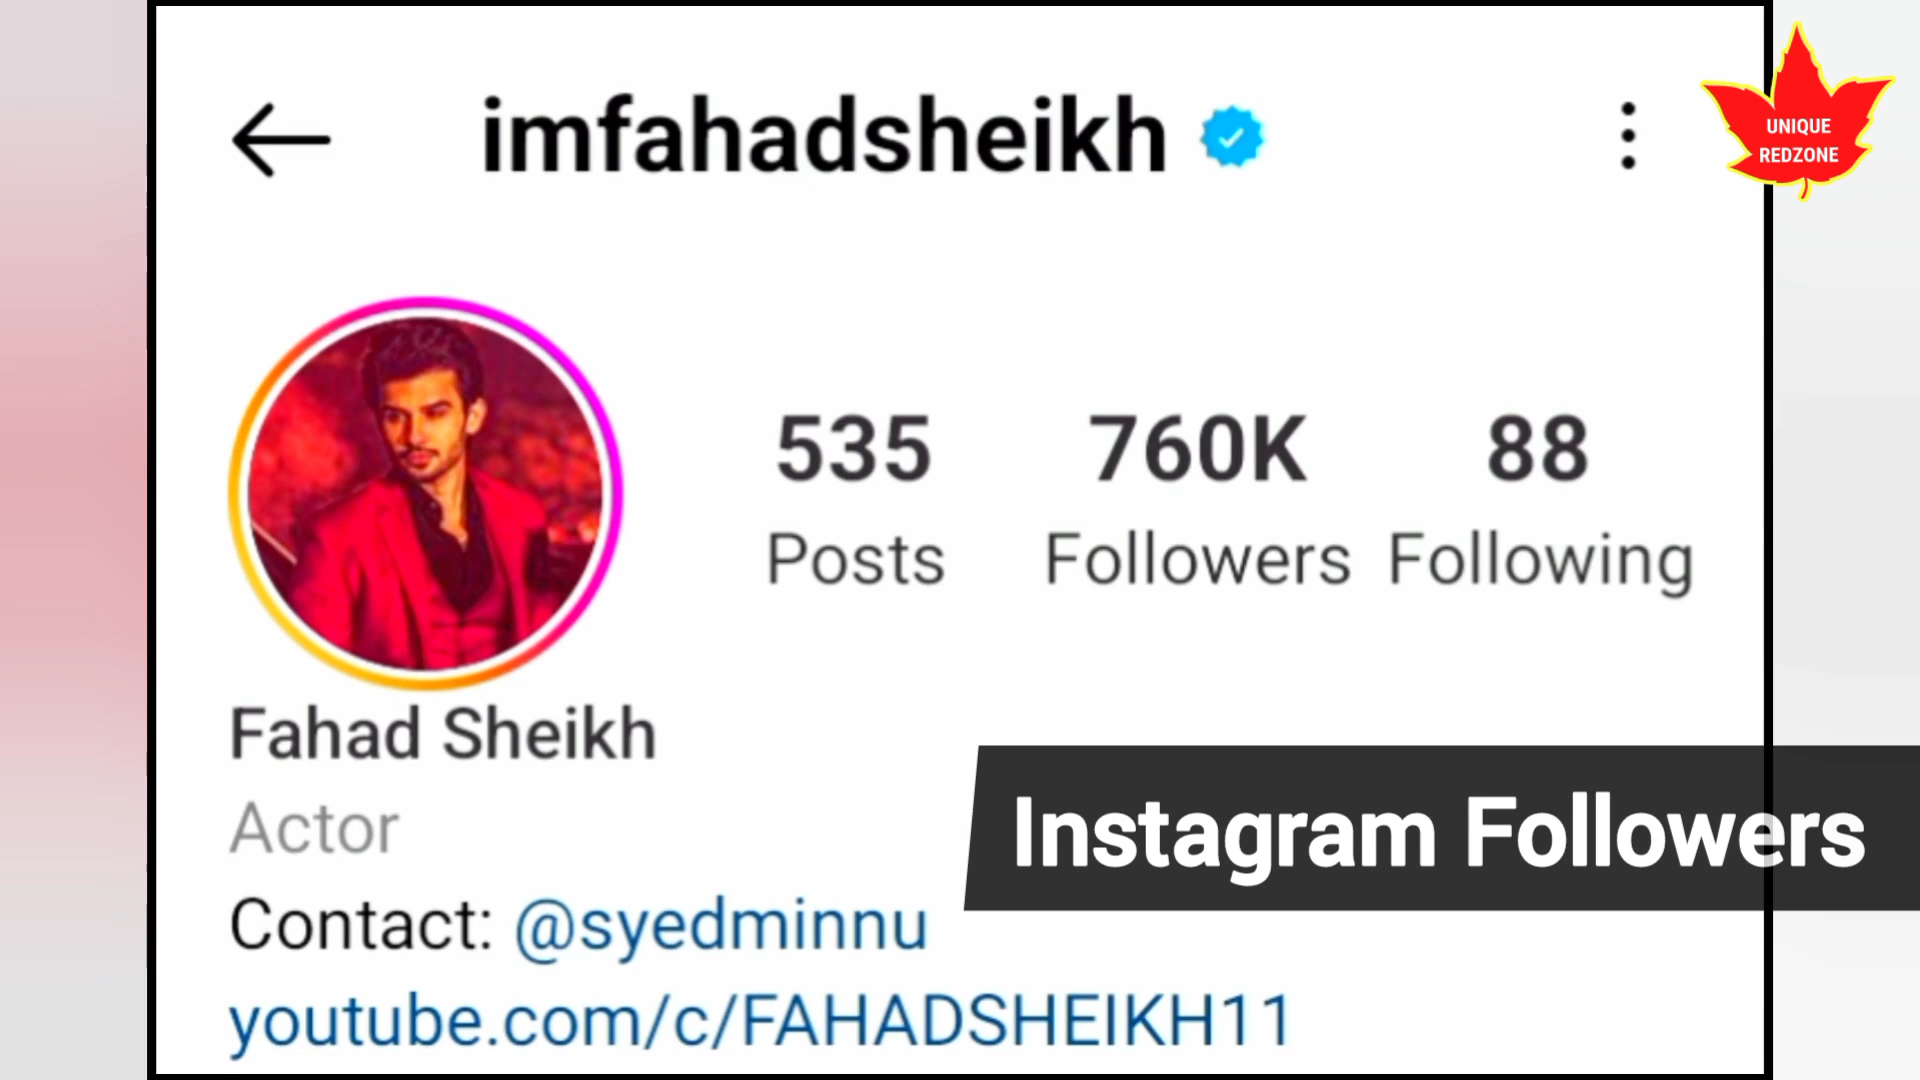 imfahadsheikh
UNIQUE
REDZONE
535 760K 88
Posts Followers Following
Fahad Sheikh
Actor
Instagram Followers
Contact: @syedminnu
youtube.com/c/FAHADSHEIKH11